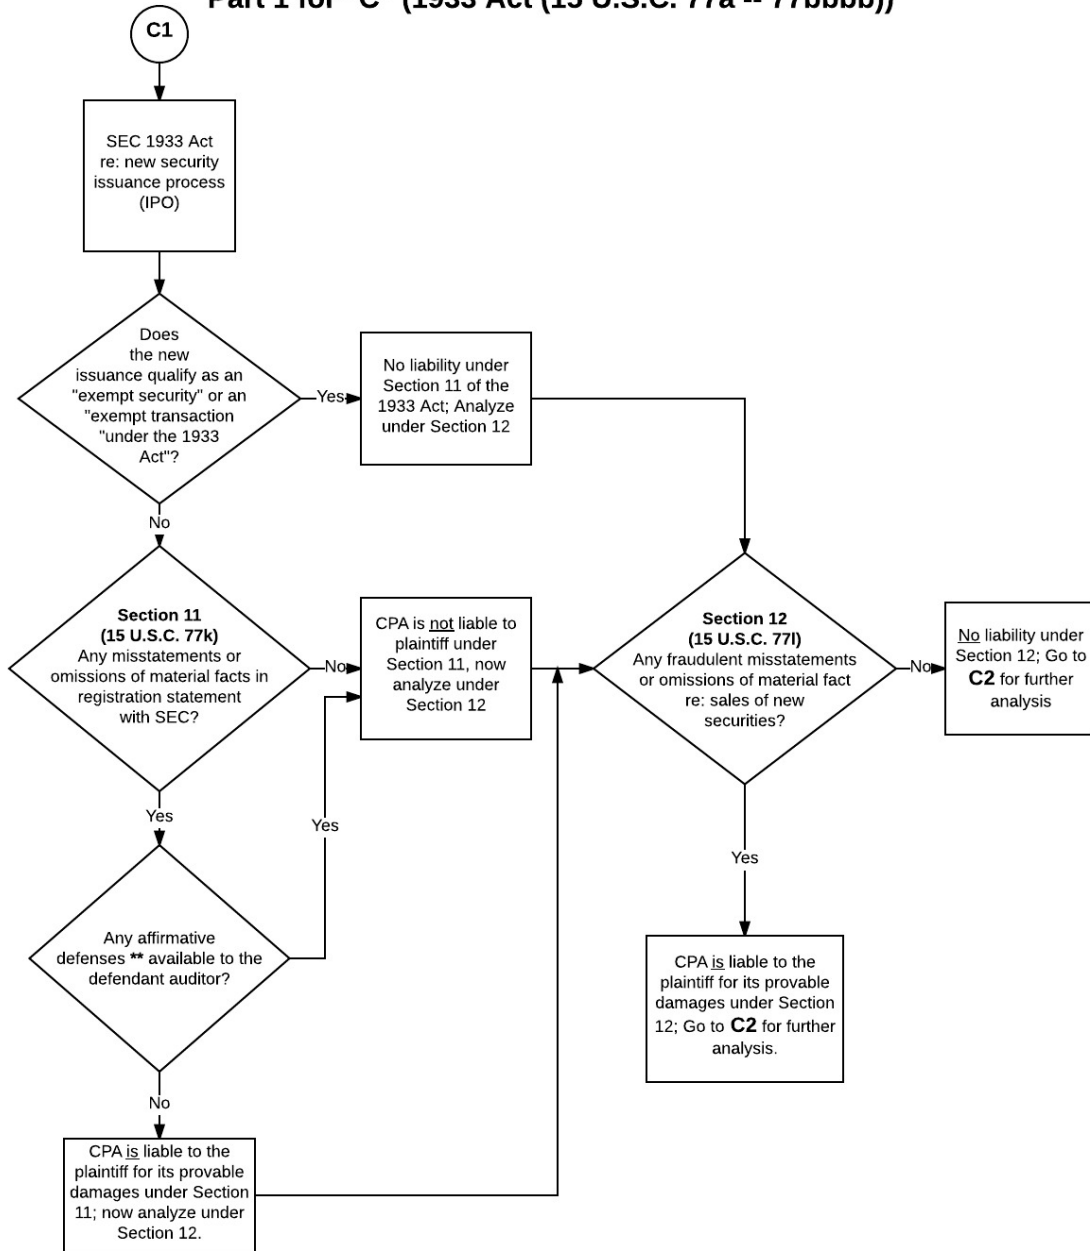 Part 1 for "C" (1933 Act (15 U.S.C. 77a -- 77bbbb))
C1
SEC 1933 Act
re: new security
issuance process
(IPO)
Does
the new
issuance qualify as an
"exempt security" or an
"exempt transaction
"under the 1933
Act"?
Yes
No liability under
Section 11 of the
1933 Act; Analyze
under Section 12
No
Section 11
(15 U.S.C. 77k)
Any misstatements or
omissions of material facts in
registration statement
with SEC?
No
CPA is not liable to
plaintiff under
Section 11, now
analyze under
Section 12
Section 12
(15 U.S.C. 77l)
Any fraudulent misstatements
or omissions of material fact
re: sales of new
securities?
No
No liability under
Section 12; Go to
C2 for further
analysis
Yes
Yes
Yes
Any affirmative
defenses ** available to the
defendant auditor?
CPA is liable to the
plaintiff for its provable
damages under Section
12; Go to C2 for further
analysis.
No
CPA is liable to the
plaintiff for its provable
damages under Section
11; now analyze under
Section 12.